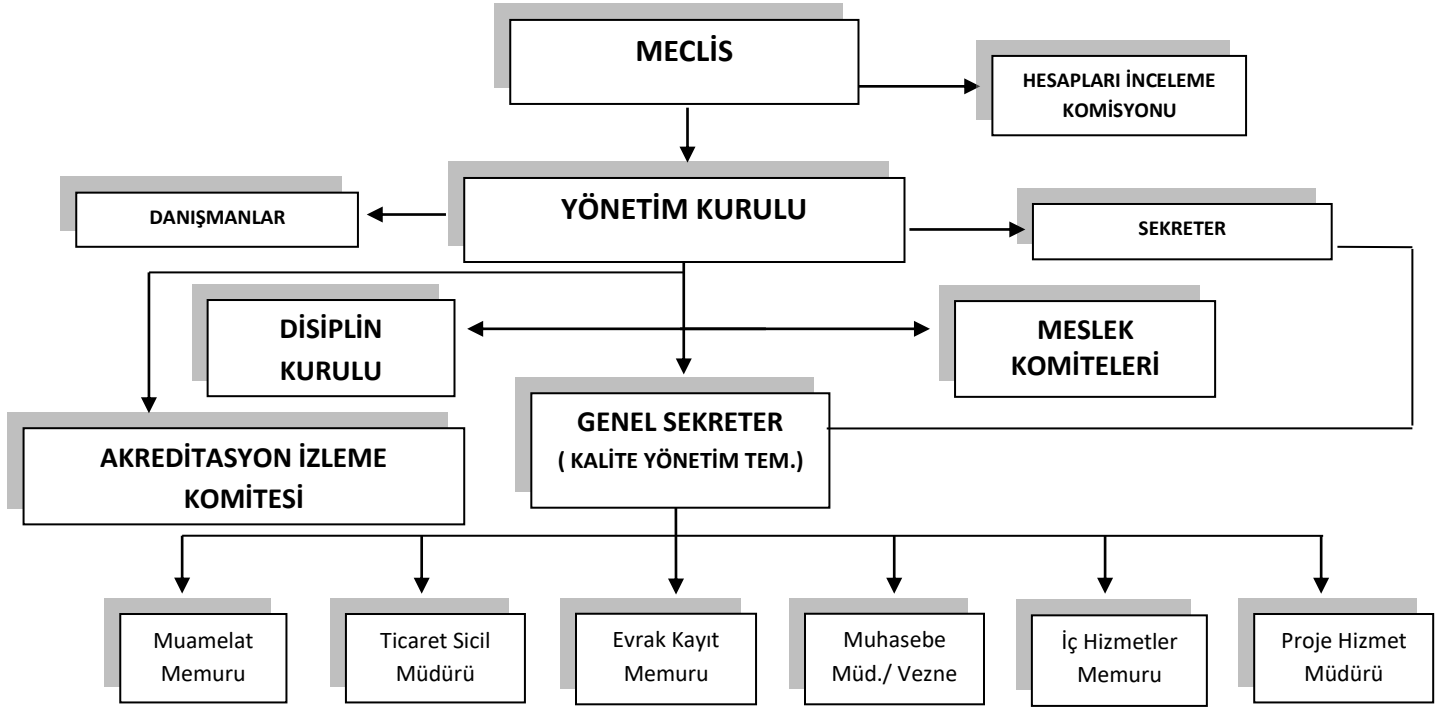 MECLİS
HESAPLARI İNCELEME
KOMİSYONU
DANIŞMANLAR
YÖNETİM KURULU
SEKRETER
DİSİPLİN
KURULU
MESLEK
KOMİTELERİ
AKREDİTASYON İZLEME
KOMİTESİ
GENEL SEKRETER
( KALİTE YÖNETİM TEM.)
Muamelat
Memuru
Ticaret Sicil
Müdürü
Evrak Kayıt
Memuru
Muhasebe
Müd./ Vezne
İç Hizmetler
Memuru
Proje Hizmet
Müdürü